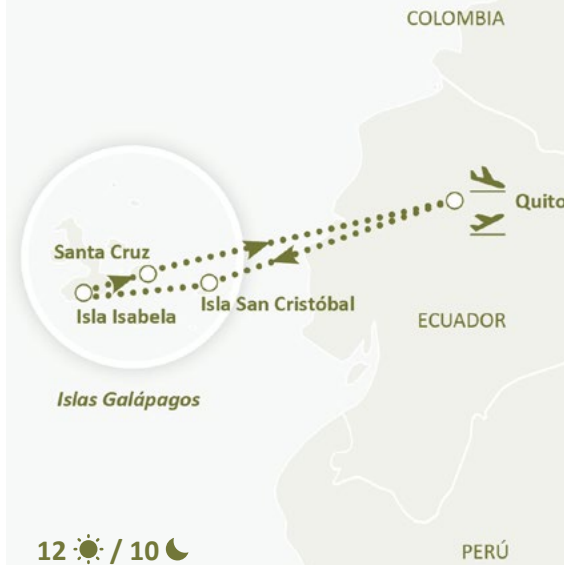 COLOMBIA
Quito
Santa Cruz
Isla Isabela
Isla San Cristóbal
ECUADOR
Islas Galápagos
12 / 10
PERÚ